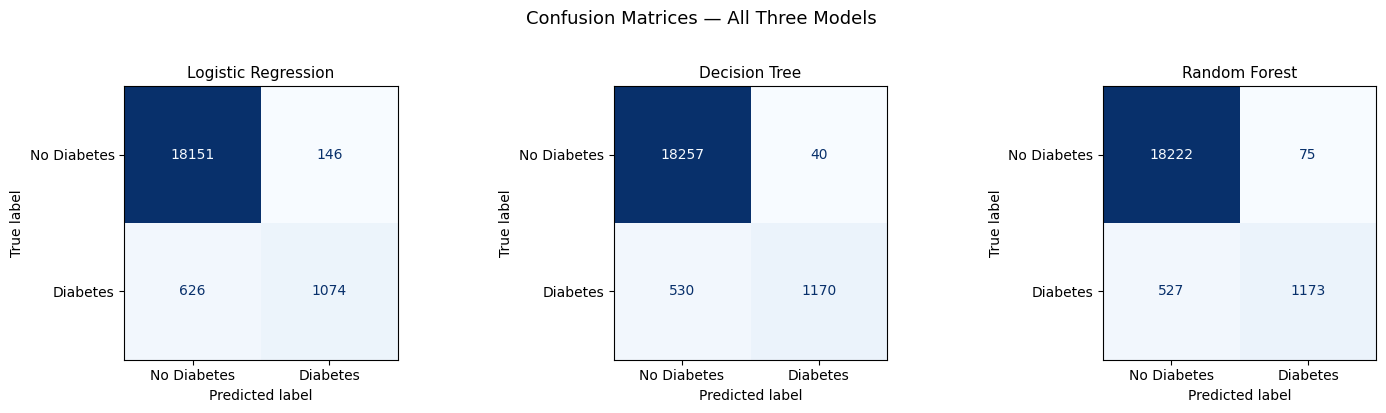 Confusion Matrices — All Three Models
Logistic Regression
True label
No Diabetes
18151 146
Diabetes
626 1074
No Diabetes Diabetes
Predicted label
Decision Tree
True label
No Diabetes
18257 40
Diabetes
530 1170
No Diabetes Diabetes
Predicted label
Random Forest
True label
No Diabetes
18222 75
Diabetes
527 1173
No Diabetes Diabetes
Predicted label